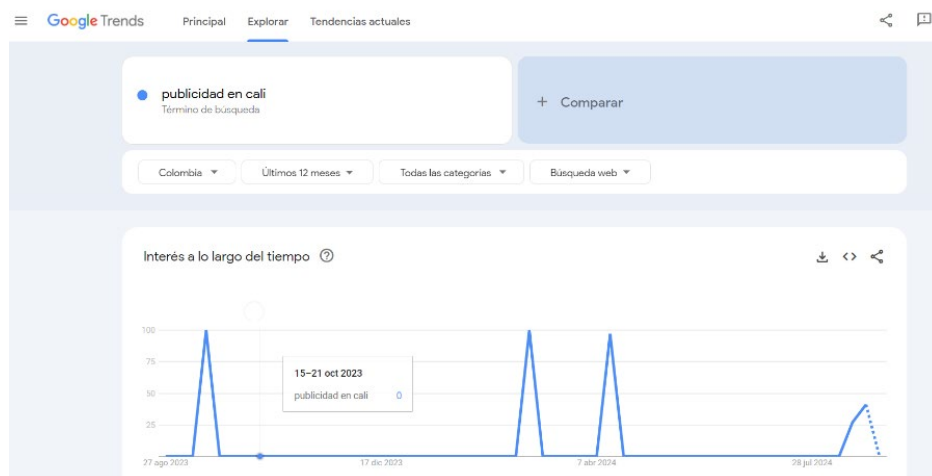 Google Trends
Principal
Explorar
Tendencias actuales
publicidad en cali
Término de búsqueda
+ Comparar
Colombia
Últimos 12 meses
Todas las categorías
Búsqueda web
Interés a lo largo del tiempo
100
75
50
25
15–21 oct 2023
publicidad en cali 0
27 ago 2023
17 dic 2023
7 abr 2024
28 jul 2024